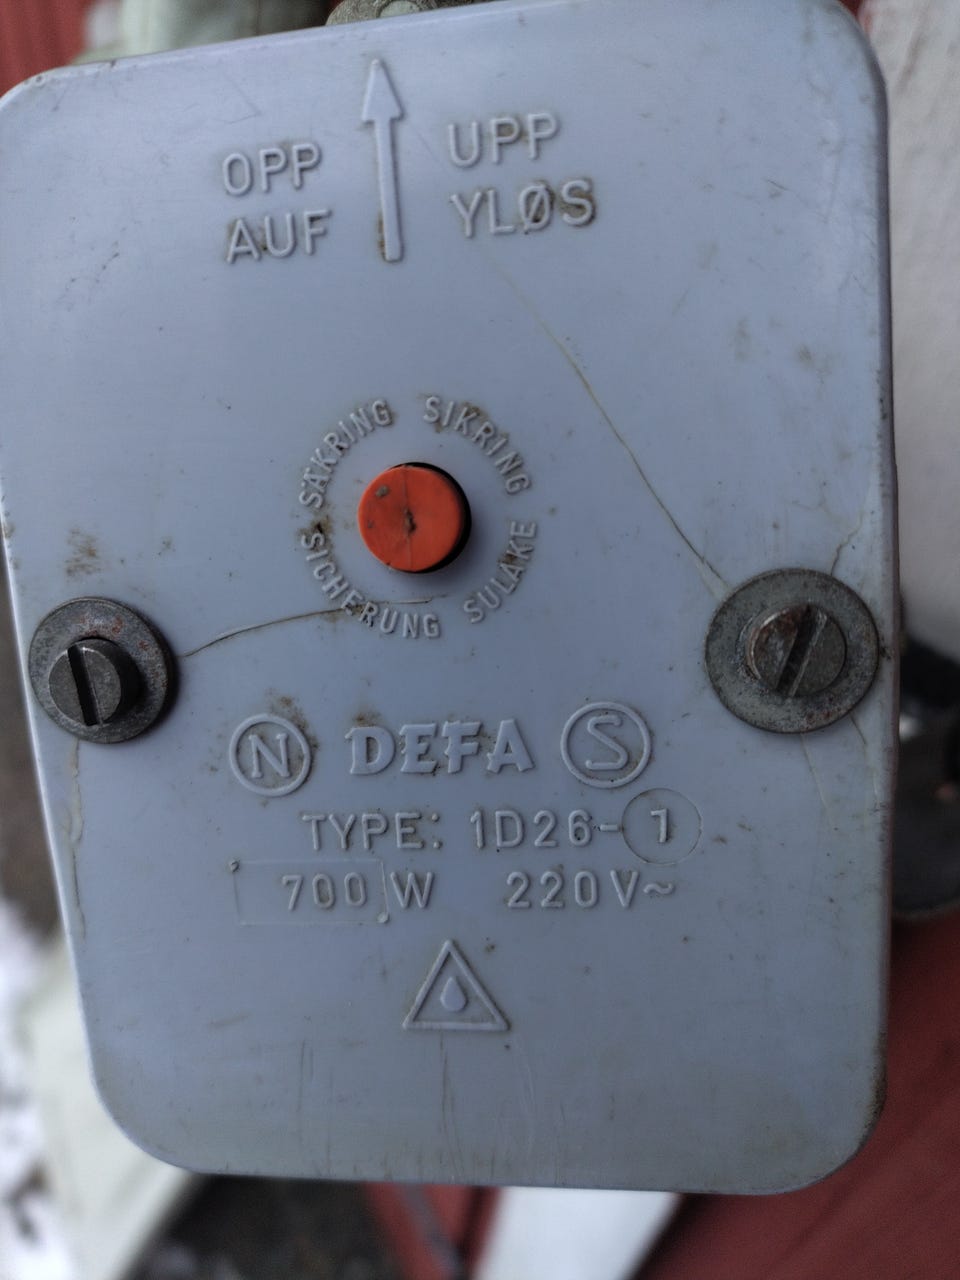 OPP UPP
AUF YLØS
SÄKRING SIKRING
SICHERUNG SULAKE
N DEFA S
TYPE: 1D26-1
700 W 220V~